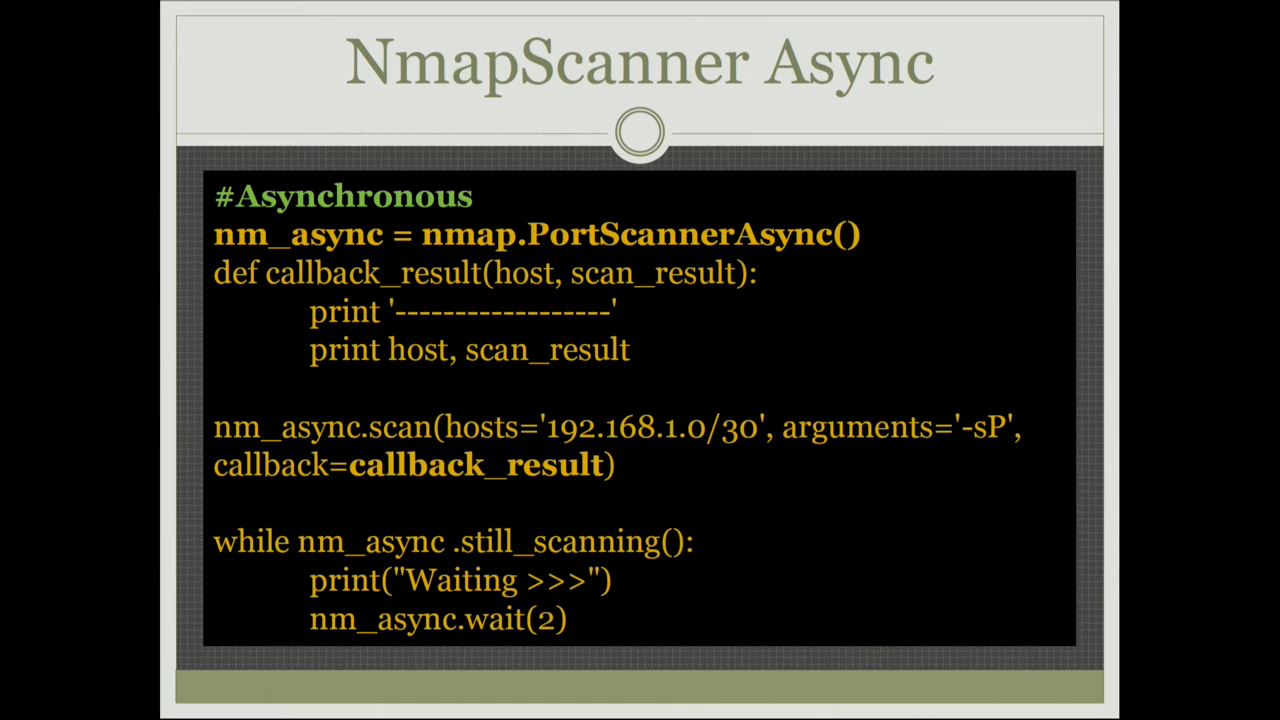 NmapScanner Async
#Asynchronous
nm_async = nmap.PortScannerAsync()
def callback_result(host, scan_result):
print '------------------'
print host, scan_result
nm_async.scan(hosts='192.168.1.0/30', arguments='-sP',
callback=callback_result)
while nm_async .still_scanning():
print("Waiting >>>")
nm_async.wait(2)